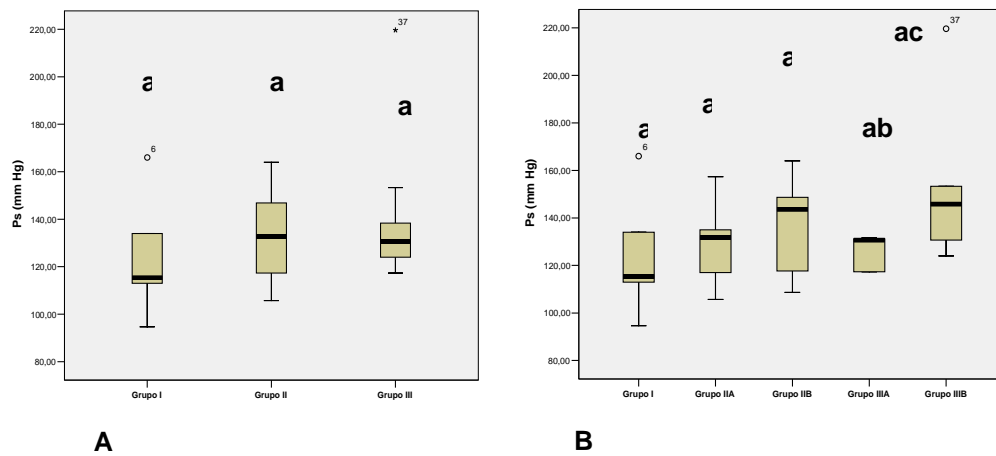 Ps (mm Hg)
220,00
200,00
180,00
160,00
140,00
120,00
100,00
80,00
6
37
*
a
a
a
Grupo I
Grupo II
Grupo III
A
Ps (mm Hg)
220,00
200,00
180,00
160,00
140,00
120,00
100,00
80,00
6
37
a
a
a
ab
ac
Grupo I
Grupo IIA
Grupo IIB
Grupo IIIA
Grupo IIIB
B